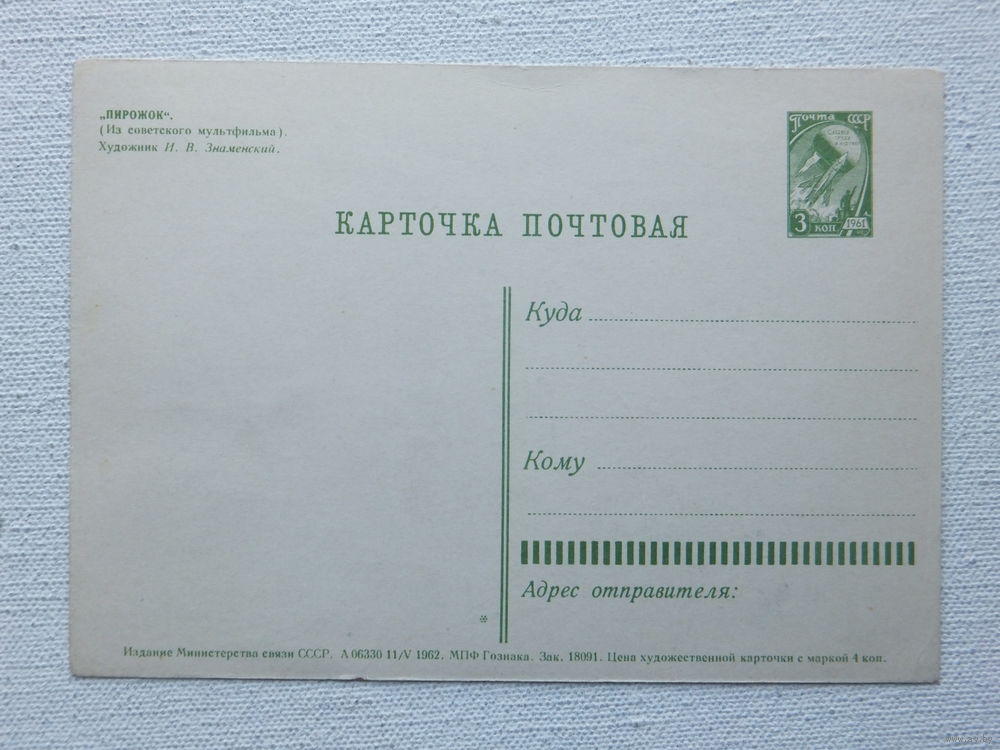 „ПИРОЖОК“.
(Из советского мультфильма).
Художник И. В. Знаменский.
Почта СССР
3 коп 1961
КАРТОЧКА ПОЧТОВАЯ
Куда
Кому
Адрес отправителя:
Издание Министерства связи СССР. А 06330 11/V 1962. МПФ Гознака. Зак. 18091. Цена художественной карточки с маркой 4 коп.